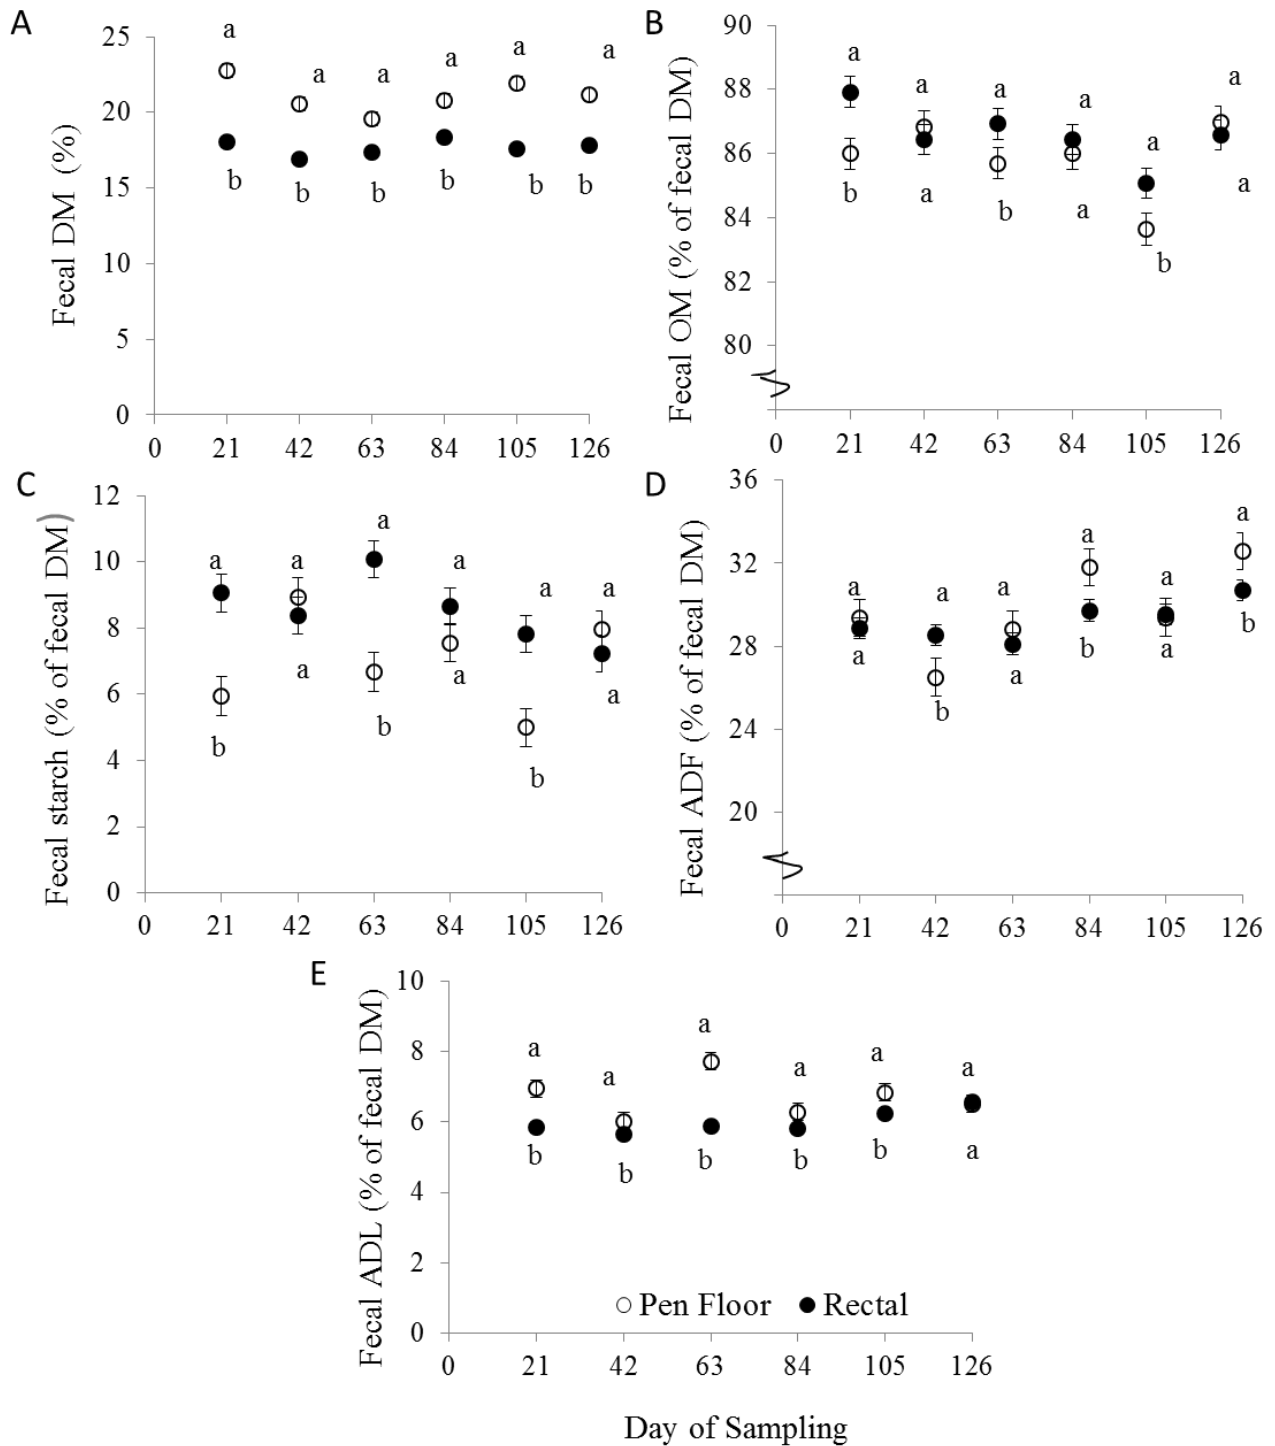 A
Fecal DM (%)
25
20
15
10
5
0
a a a a a a
b b b b b b
0 21 42 63 84 105 126
B
Fecal OM (% of fecal DM)
90
88
86
84
82
80
a a a a a a
b a b a b a
0 21 42 63 84 105 126
C
Fecal starch (% of fecal DM)
12
10
8
6
4
2
0
a a a a a a
b a b a b a
0 21 42 63 84 105 126
D
Fecal ADF (% of fecal DM)
36
32
28
24
20
a a a a a a
a b a b a b
0 21 42 63 84 105 126
E
Fecal ADL (% of fecal DM)
10
8
6
4
2
0
a a a a a a
b b b b b a
Pen Floor Rectal
0 21 42 63 84 105 126
Day of Sampling